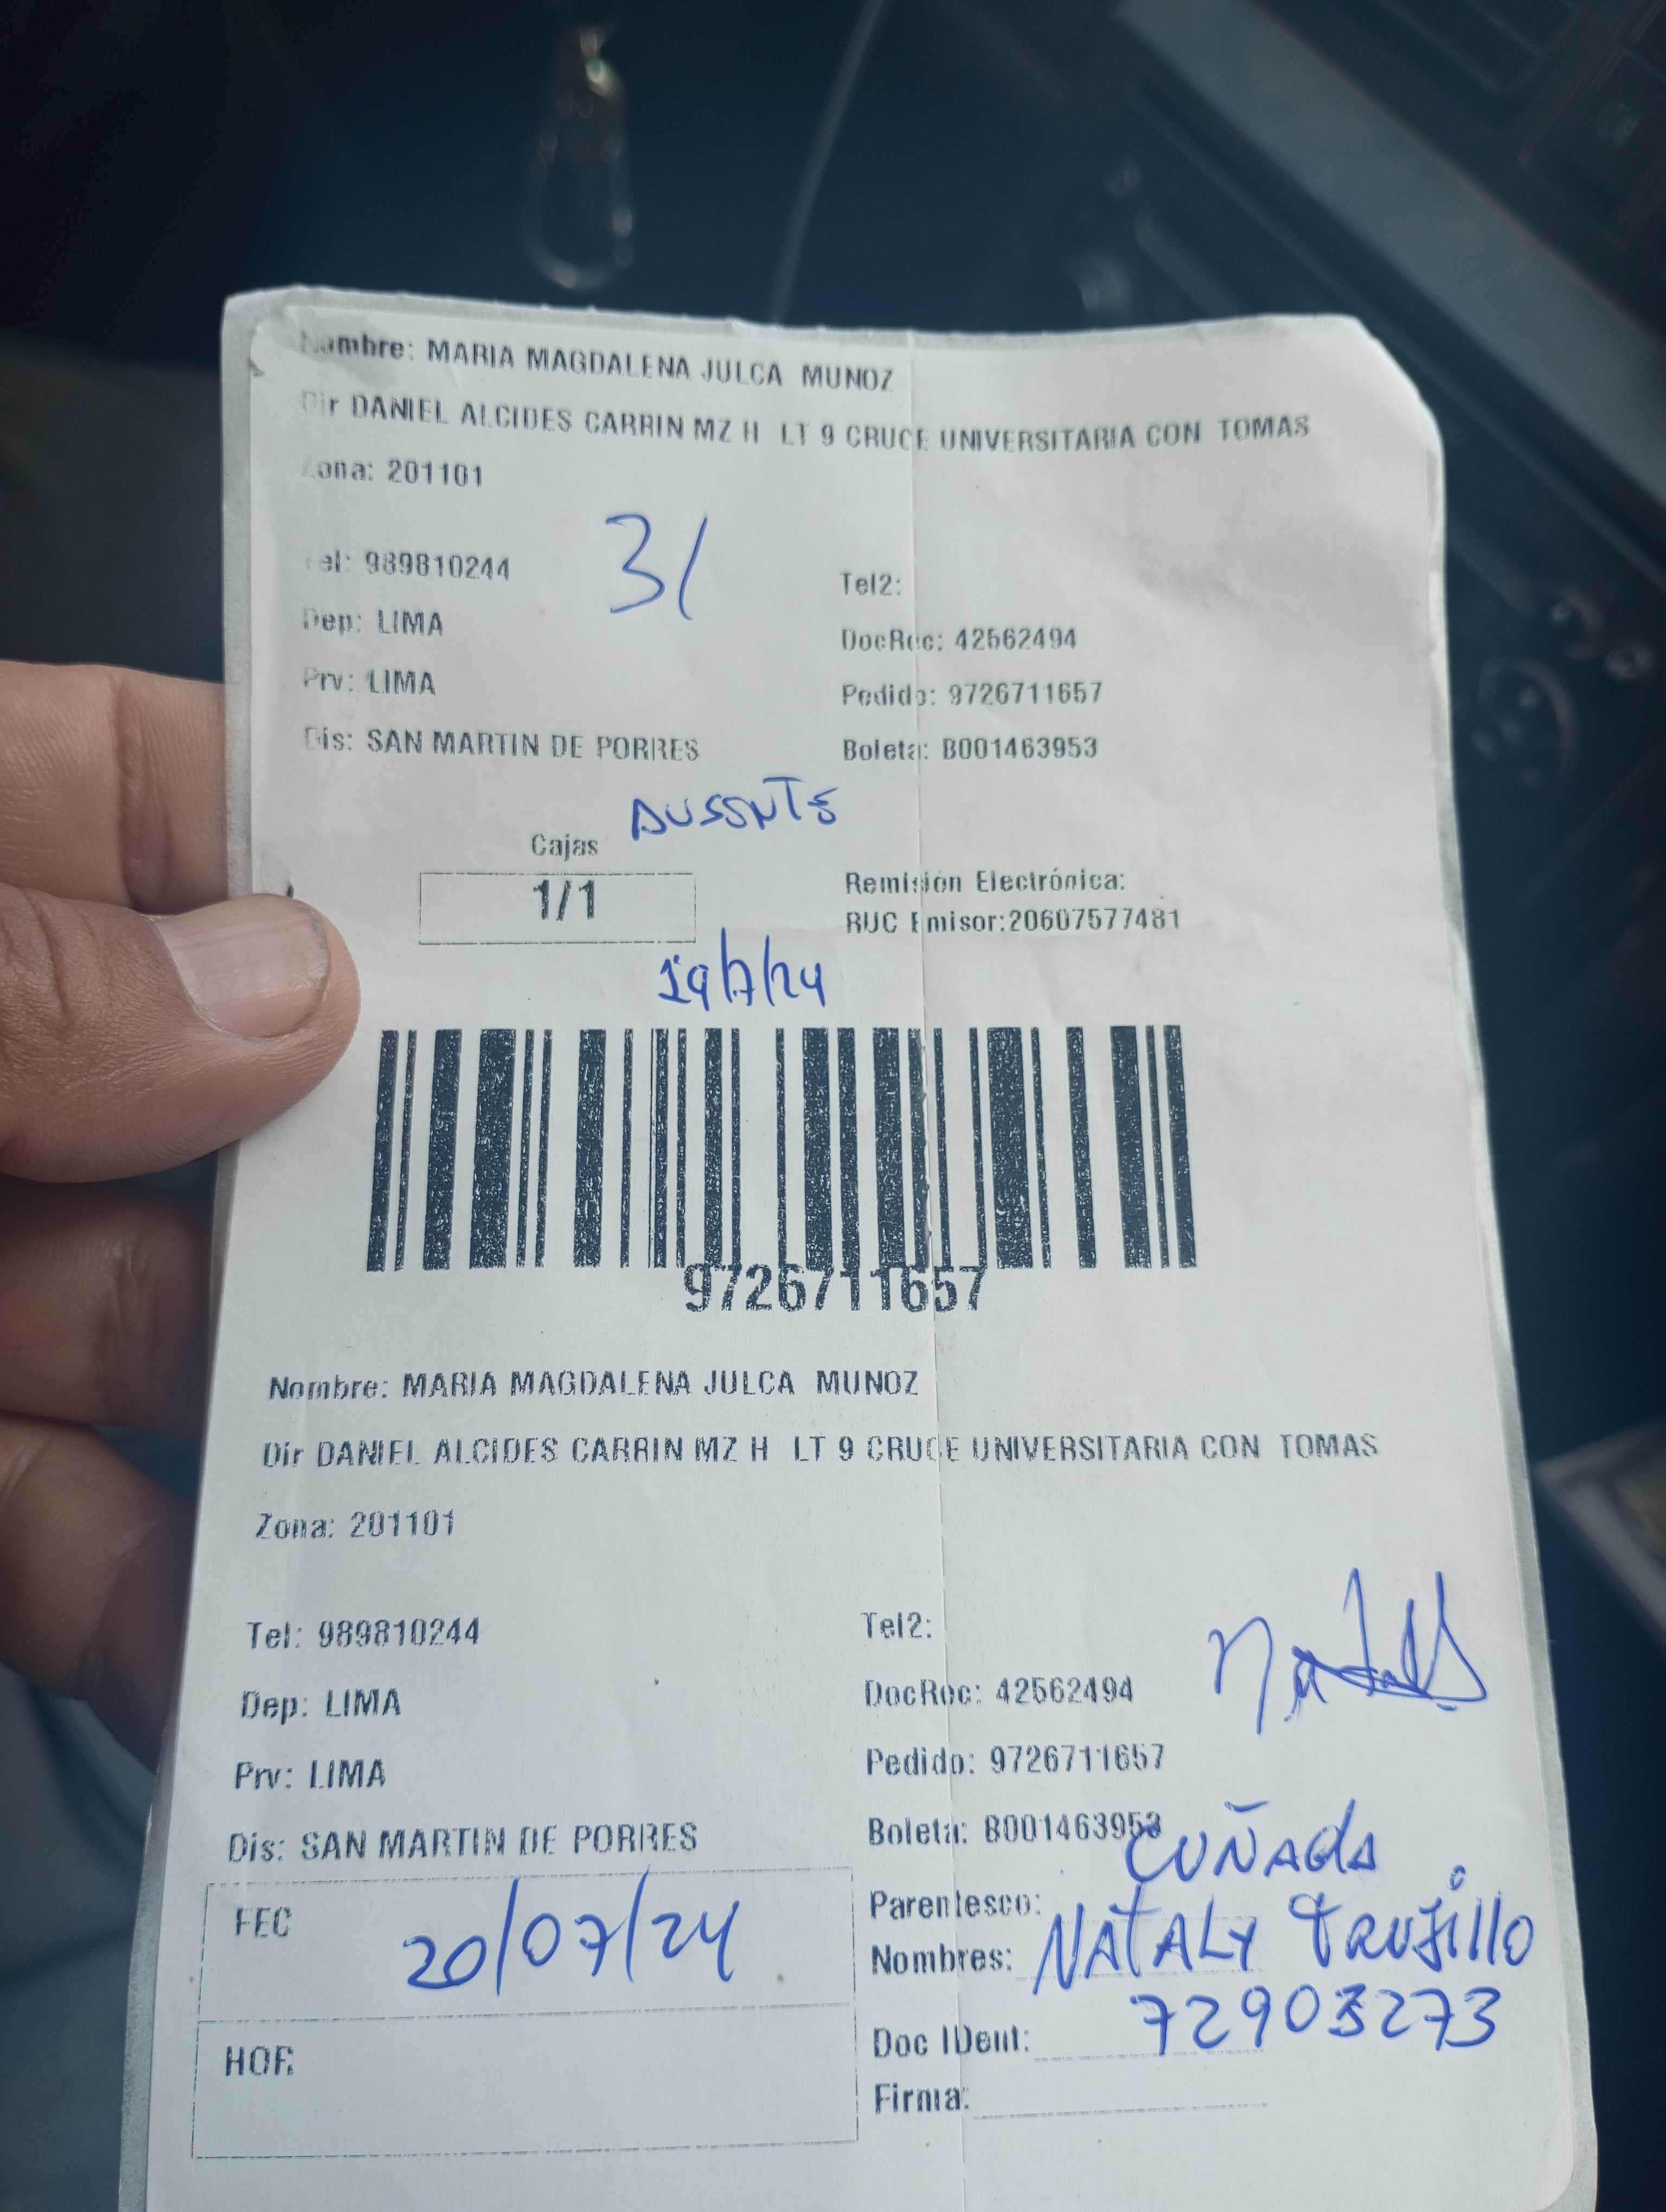 Nombre: MARIA MAGDALENA JULCA MUNOZ
Dir DANIEL ALCIDES CARRIN MZ H LT 9 CRUCE UNIVERSITARIA CON TOMAS
Zona: 201101
31
Tel: 989810244
Tel2:
Dep: LIMA
DocRec: 42562494
Prv: LIMA
Pedido: 9726711657
Dis: SAN MARTIN DE PORRES
Boleta: B001463953
AUSENTE
Cajas
1/1
Remisión Electrónica:
RUC Emisor:20607577481
19/7/24
9726711657
Nombre: MARIA MAGDALENA JULCA MUNOZ
Dir DANIEL ALCIDES CARRIN MZ H LT 9 CRUCE UNIVERSITARIA CON TOMAS
Zona: 201101
Tel: 989810244
Tel2:
Dep: LIMA
DocRec: 42562494
Prv: LIMA
Pedido: 9726711657
Dis: SAN MARTIN DE PORRES
Boleta: B001463953
FEC 20/07/24
Parentesco: CUÑADA
Nombres: NATALY TRUJILLO
HOR
Doc IDent: 72903273
Firma: